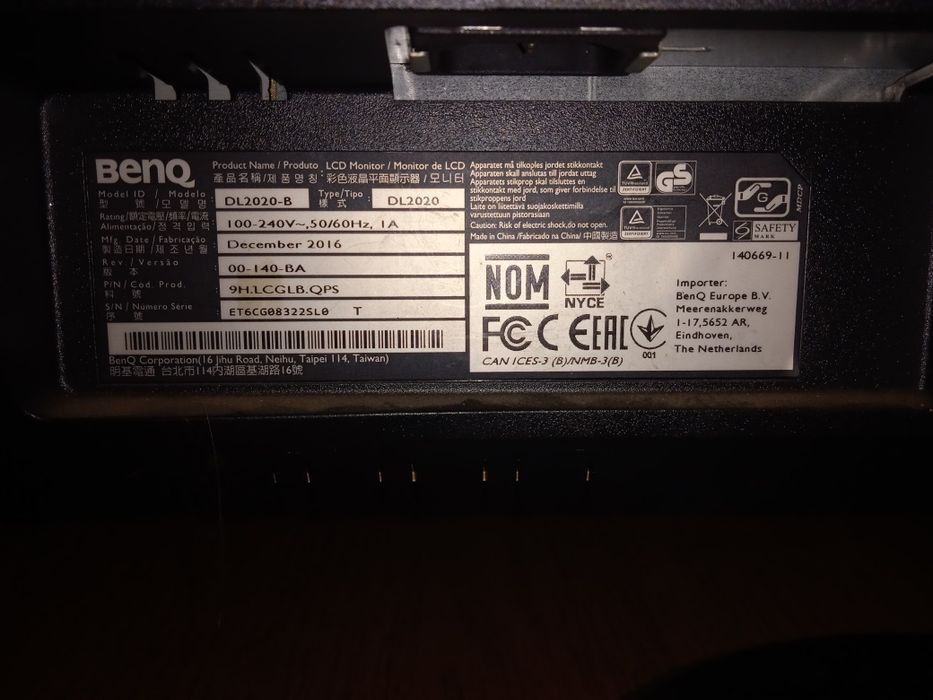 BenQ
Product Name / Produto : LCD Monitor / Monitor de LCD
產品名稱/제품명칭 : 彩色液晶平面顯示器 / 모니터
Model ID / Modelo DL2020-B Type/Tipo DL2020
型 號/모델명 樣式
Rating/額定電壓/頻率/電流 100-240V~,50/60Hz, 1A
Alimentação/정격입력
Mfg. Date / Fabricação December 2016
製造日期/제조년월
Rev./ Versão 00-140-BA
版 本
P/N/ Cód. Prod. 9H.LCGLB.QPS
料 號
S/N / Número Série ET6CG08322SL0 T
序 號
BenQ Corporation(16 Jihu Road, Neihu, Taipei 114, Taiwan)
明基電通 台北市114內湖區基湖路16號
Apparatet må tilkoples jordet stikkontakt
Apparatets stikprop skal tilsluttes en
stikkontakt med jord, som giver forbindelse til
stikproppens jord
Laite on liitettävä suojakoskettimilla
varustettuun pistorasiaan
Caution: Risk of electric shock,do not open.
Made in China /Fabricado na China/ 中國製造
GS
G
MDCP
SAFETY
MARK
140669-11
NOM
NYCE
FC CE EAC
001
CAN ICES-3 (B)/NMB-3(B)
Importer:
BenQ Europe B.V.
Meerenakkerweg
1-17,5652 AR,
Eindhoven,
The Netherlands